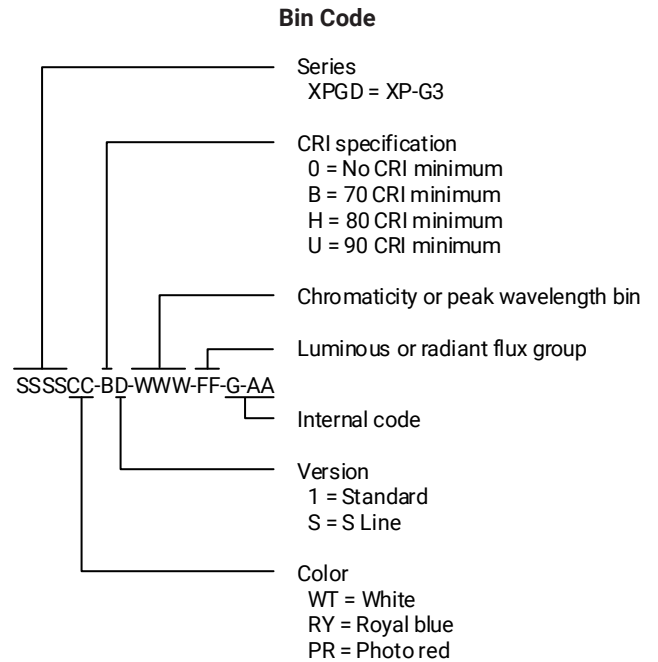 Bin Code
Series
XPGD = XP-G3
CRI specification
0 = No CRI minimum
B = 70 CRI minimum
H = 80 CRI minimum
U = 90 CRI minimum
Chromaticity or peak wavelength bin
Luminous or radiant flux group
SSSSCC-BD-WWW-FF-G-AA
Internal code
Version
1 = Standard
S = S Line
Color
WT = White
RY = Royal blue
PR = Photo red